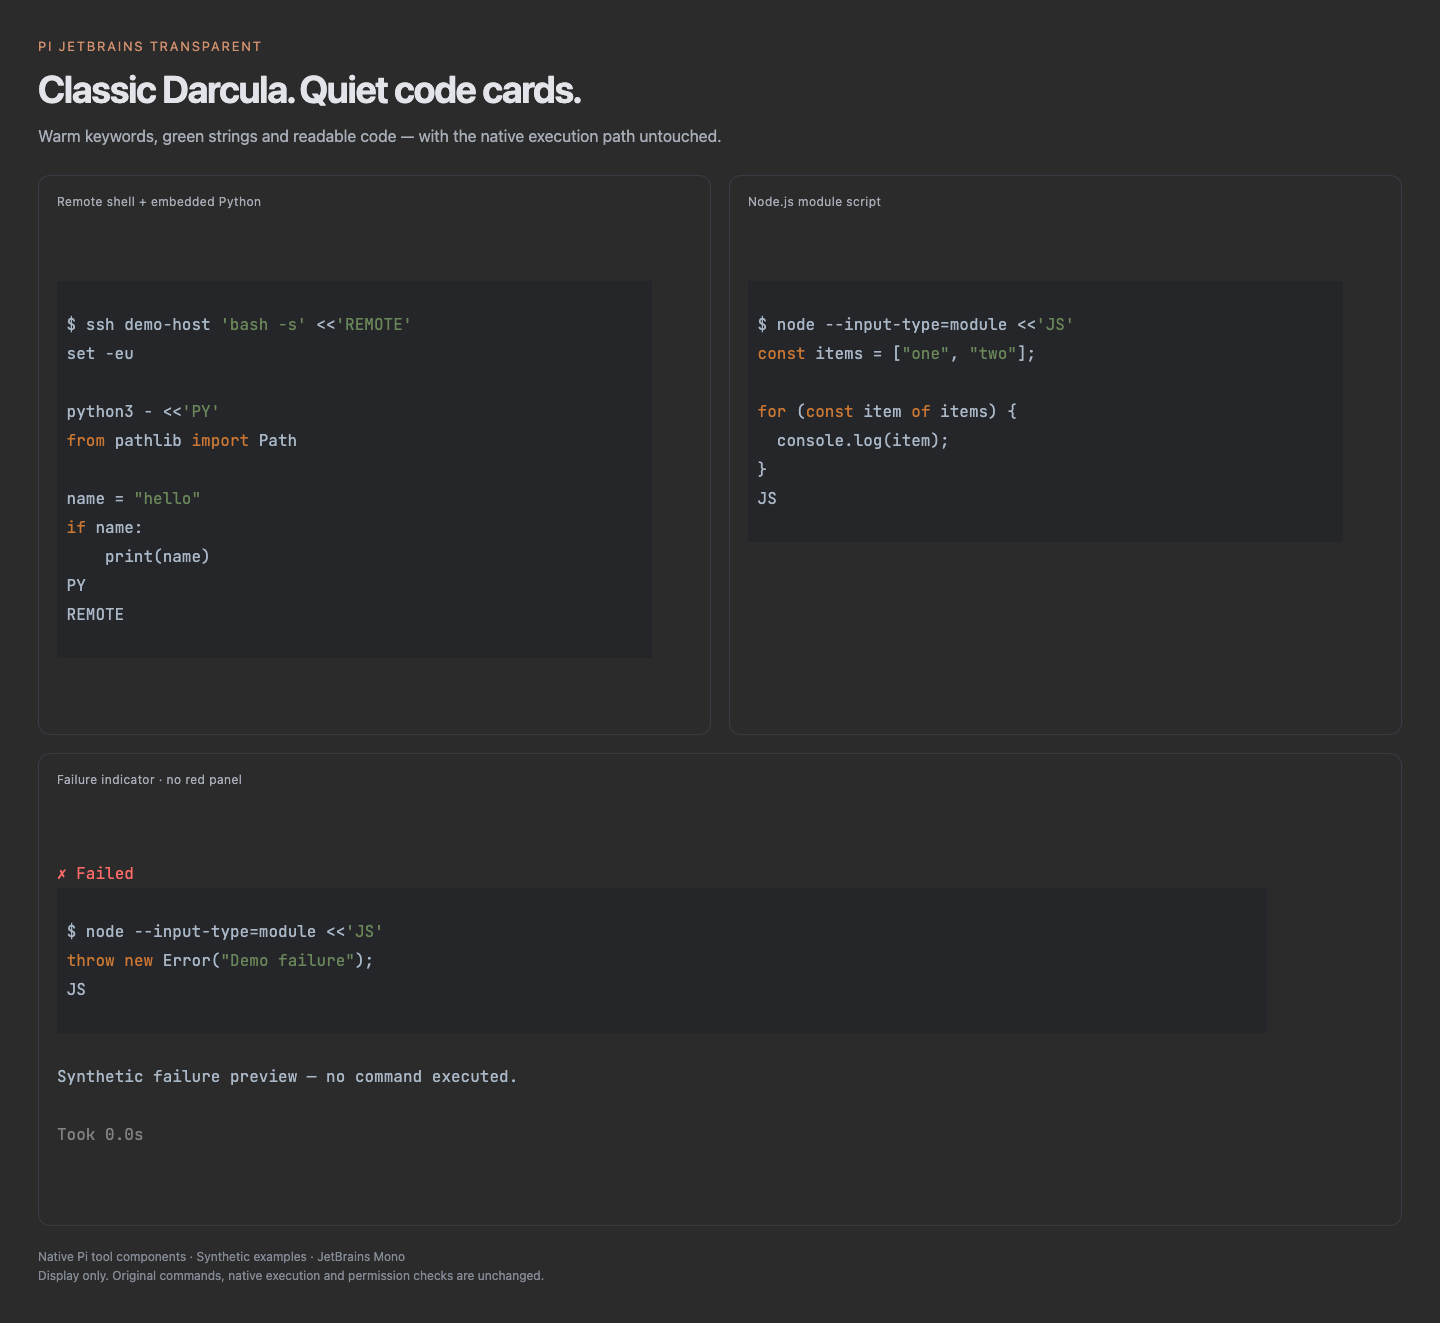 PI JETBRAINS TRANSPARENT
Classic Darcula. Quiet code cards.
Warm keywords, green strings and readable code — with the native execution path untouched.
Remote shell + embedded Python
$ ssh demo-host 'bash -s' <<'REMOTE'
set -eu
python3 - <<'PY'
from pathlib import Path
name = "hello"
if name:
    print(name)
PY
REMOTE
Node.js module script
$ node --input-type=module <<'JS'
const items = ["one", "two"];
for (const item of items) {
  console.log(item);
}
JS
Failure indicator · no red panel
✗ Failed
$ node --input-type=module <<'JS'
throw new Error("Demo failure");
JS
Synthetic failure preview — no command executed.
Took 0.0s
Native Pi tool components · Synthetic examples · JetBrains Mono
Display only. Original commands, native execution and permission checks are unchanged.